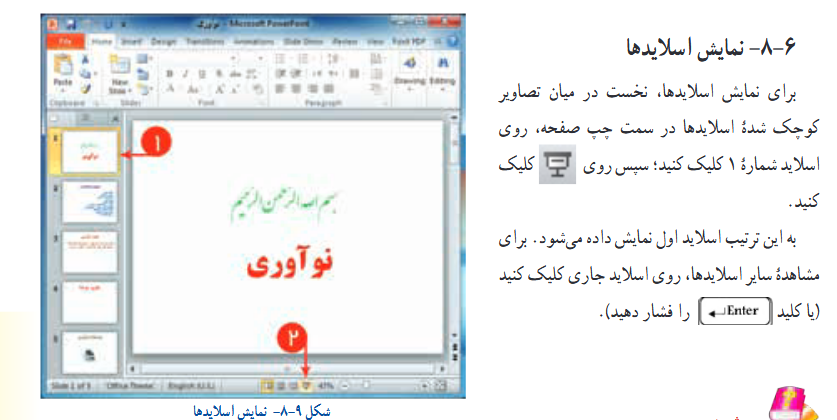 ۶-۸- نمایش اسلایدها
برای نمایش اسلایدها، نخست در میان تصاویر
کوچک شدهٔ اسلایدها در سمت چپ صفحه، روی
اسلاید شمارهٔ ۱ کلیک کنید؛ سپس روی کلیک
کنید.
به این ترتیب اسلاید اول نمایش داده می‌شود. برای
مشاهدهٔ سایر اسلایدها، روی اسلاید جاری کلیک کنید
(یا کلید Enter را فشار دهید).
نوآورک - Microsoft PowerPoint
File Home Insert Design Transitions Animations Slide Show Review View Foxit PDF
Paste New Slide Drawing Editing
Clipboard Slides Font Paragraph
۱
بسم الله الرحمن الرحیم
نوآوری
۲
Slide 1 of 5 Office Theme English (U.S.) 47%
شکل ۹-۸- نمایش اسلایدها